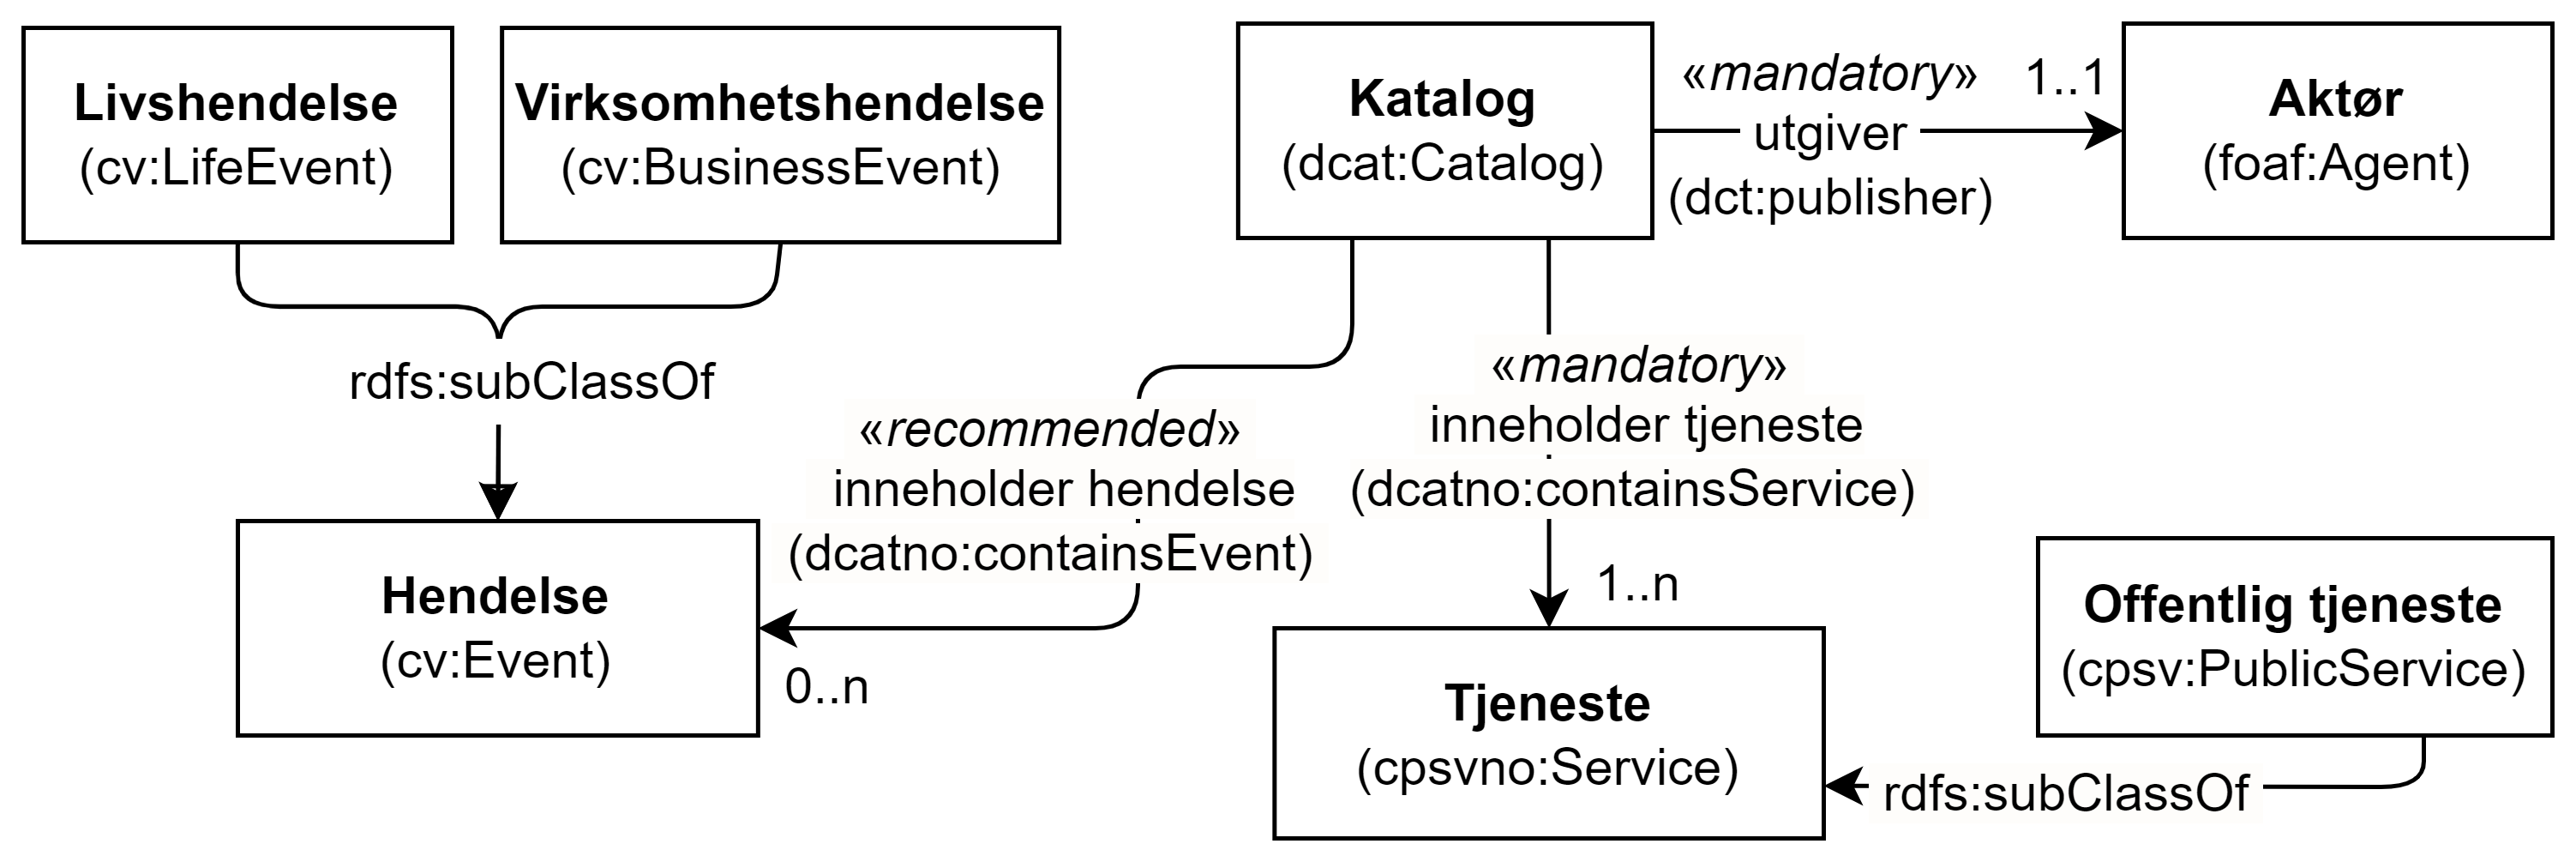 Livshendelse
(cv:LifeEvent)
Virksomhetshendelse
(cv:BusinessEvent)
Katalog
(dcat:Catalog)
«mandatory»
utgiver
(dct:publisher)
1..1
Aktør
(foaf:Agent)
rdfs:subClassOf
«recommended»
inneholder hendelse
(dcatno:containsEvent)
0..n
«mandatory»
inneholder tjeneste
(dcatno:containsService)
1..n
Hendelse
(cv:Event)
Tjeneste
(cpsvno:Service)
Offentlig tjeneste
(cpsv:PublicService)
rdfs:subClassOf